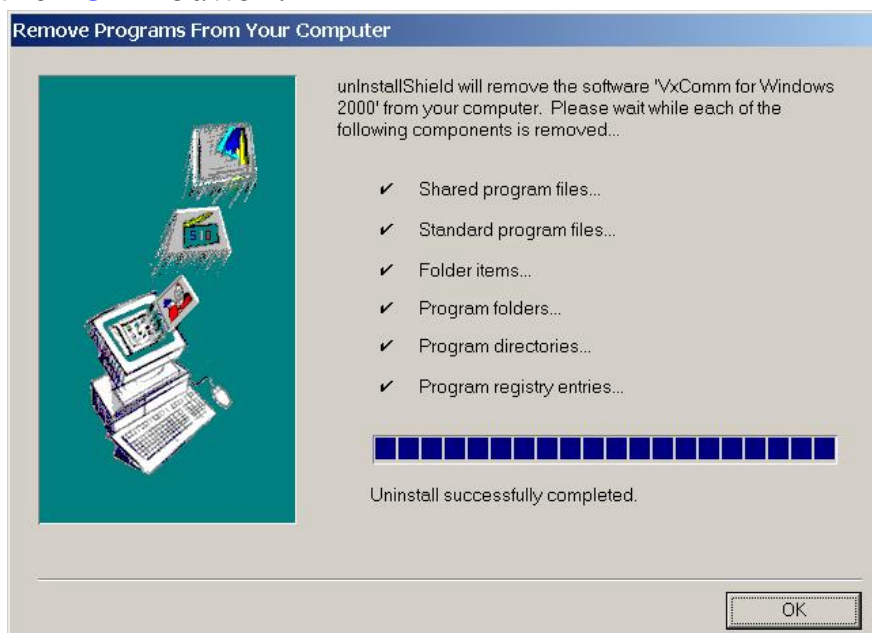 Remove Programs From Your Computer
unInstallShield will remove the software 'VxComm for Windows
2000' from your computer. Please wait while each of the
following components is removed...
✔ Shared program files...
✔ Standard program files...
✔ Folder items...
✔ Program folders...
✔ Program directories...
✔ Program registry entries...
Uninstall successfully completed.
OK